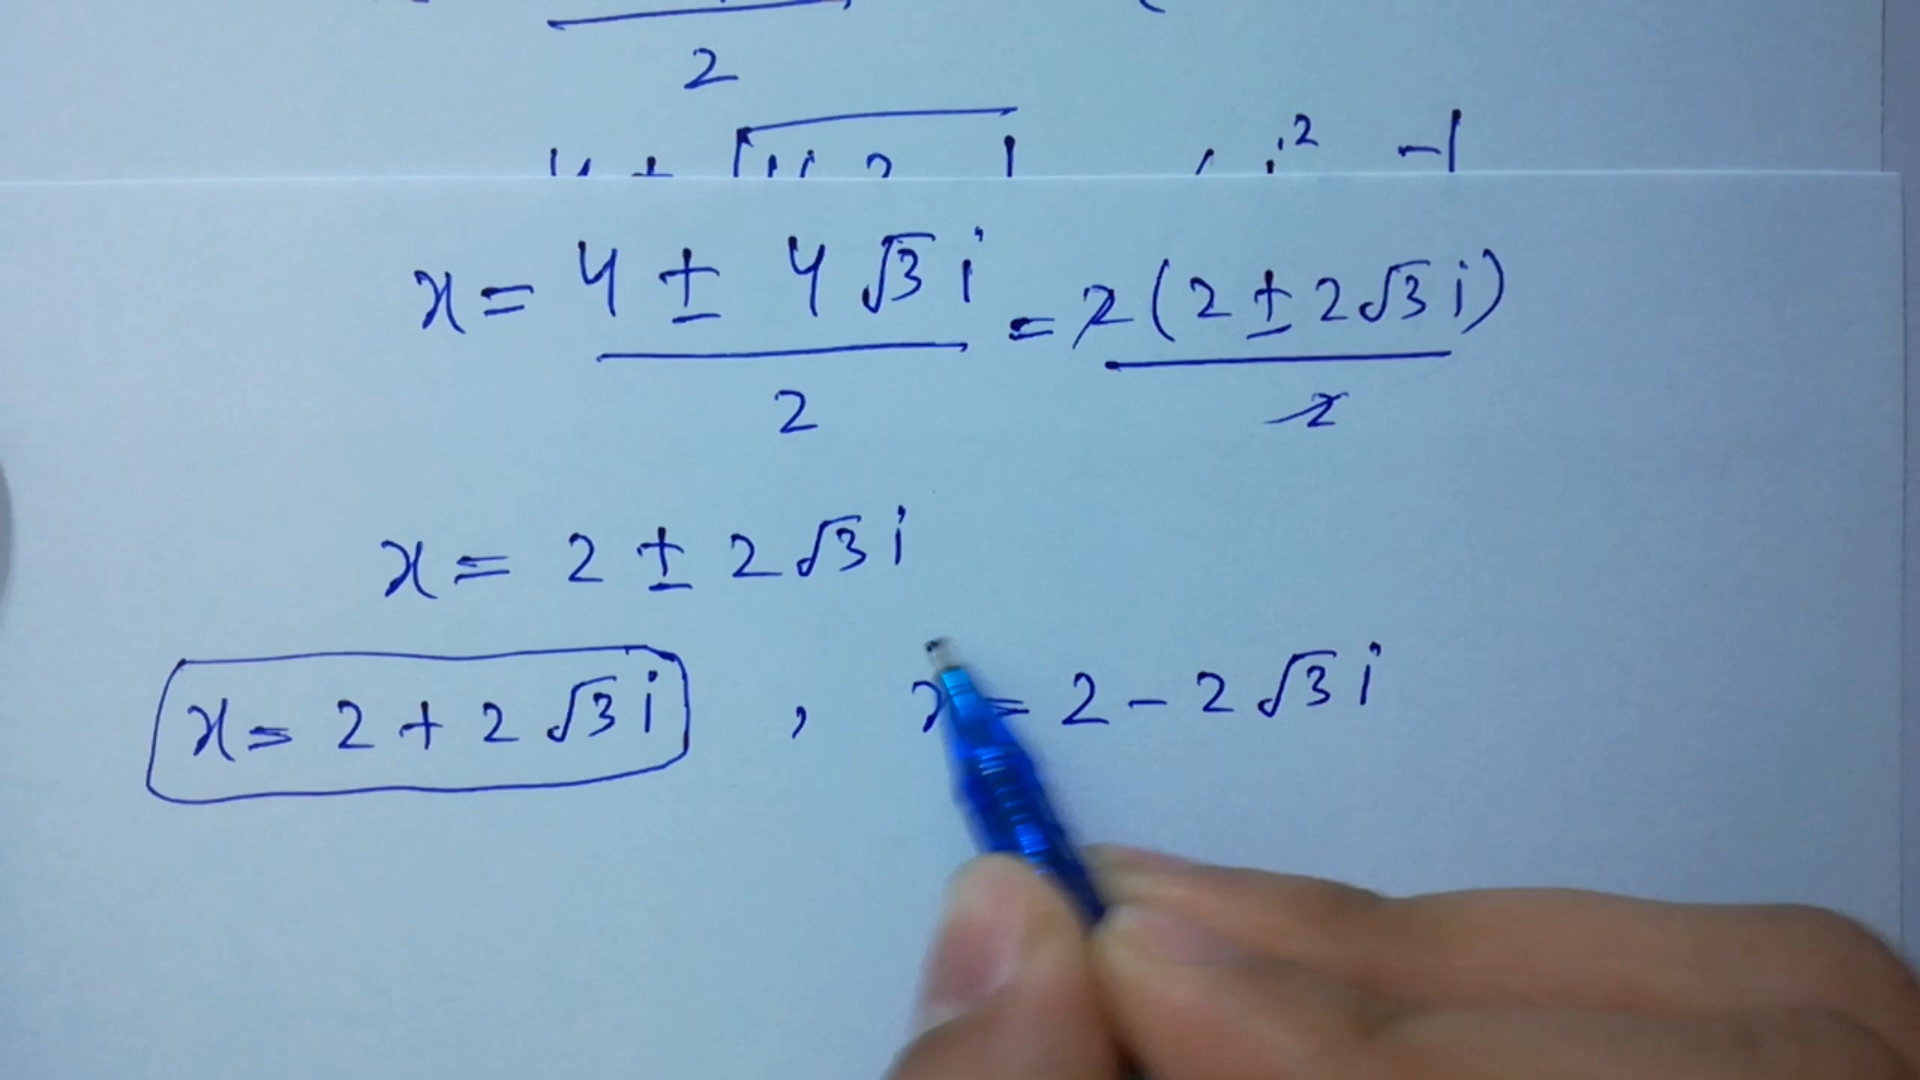 2
x = 4 ± 4√3 i / 2 = 2(2 ± 2√3 i) / 2
x = 2 ± 2√3 i
x = 2 + 2√3 i , x = 2 - 2√3 i